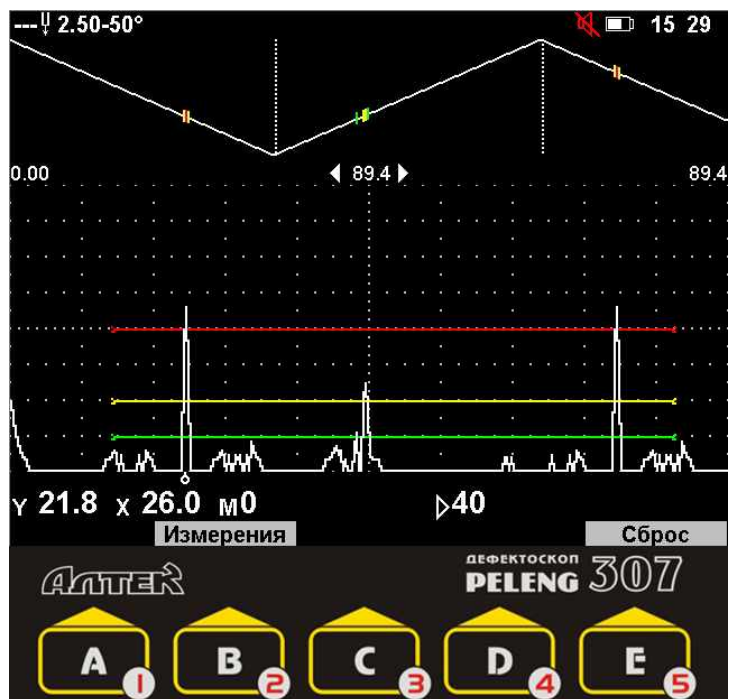 --- 2.50-50° 15 29
0.00 89.4 89.4
Y 21.8 X 26.0 M0 ▷40
Измерения Сброс
АЛТЕК ДЕФЕКТОСКОП PELENG 307
A 1 B 2 C 3 D 4 E 5